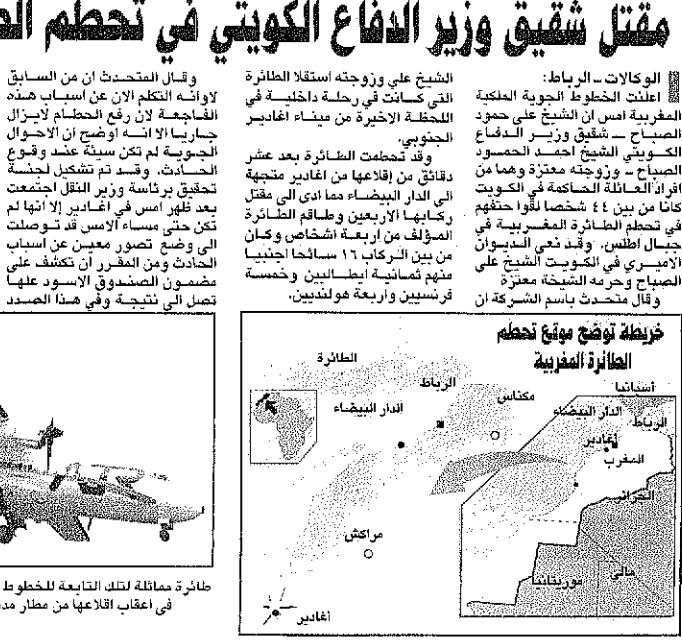 مقتل شقيق وزير الدفاع الكويتي في تحطم
الوكالات ـ الرباط:
اعلنت الخطوط الجوية الملكية
المغربية امس ان الشيخ علي حمود
الصباح ـ شقيق وزير الدفاع
الكويتي الشيخ احمد الحمود
الصباح ـ وزوجته معتزة وهما من
افراد العائلة الحاكمة في الكويت
كانا من بين ٤٤ شخصا لقوا حتفهم
في تحطم الطائرة المغربية في
جبال اطلس. وقد نعى الديوان
الاميري في الكويت الشيخ علي
الصباح وحرمه الشيخة معتزة
وقال متحدث باسم الشركة ان
الشيخ علي وزوجته استقلا الطائرة
التي كانت في رحلة داخلية في
اللحظة الاخيرة من ميناء اغادير
الجنوبي.
وقد تحطمت الطائرة بعد عشر
دقائق من إقلاعها من اغادير متجهة
الى الدار البيضاء مما ادى الى مقتل
ركابها الاربعين وطاقم الطائرة
المؤلف من اربعة اشخاص وكان
من بين الركاب ١٦ سائحا اجنبيا
منهم ثمانية ايطاليين وخمسة
فرنسيين واربعة هولنديين.
وقال المتحدث ان من السابق
لاوانه التكلم الان عن اسباب هذه
الفاجعة لان رفع الحطام لايزال
جاريا الا انه اوضح ان الاحوال
الجوية لم تكن سيئة عند وقوع
الحادث. وقد تم تشكيل لجنة
تحقيق برئاسة وزير النقل اجتمعت
بعد ظهر امس في اغادير إلا انها لم
تكن حتى مساء الامس قد توصلت
الى وضع تصور معين عن اسباب
الحادث ومن المقرر ان تكشف على
مضمون الصندوق الاسود علها
تصل الى نتيجة وفي هذا الصدد
خريطة توضح موقع تحطم
الطائرة المغربية
الطائرة
الرباط
مكناس
الدار البيضاء
مراكش
أغادير
أسبانيا
الدار البيضاء
الرباط
أغادير
المغرب
الجزائر
مالي
موريتانيا
طائرة مماثلة لتلك التابعة للخطوط
في اعقاب اقلاعها من مطار